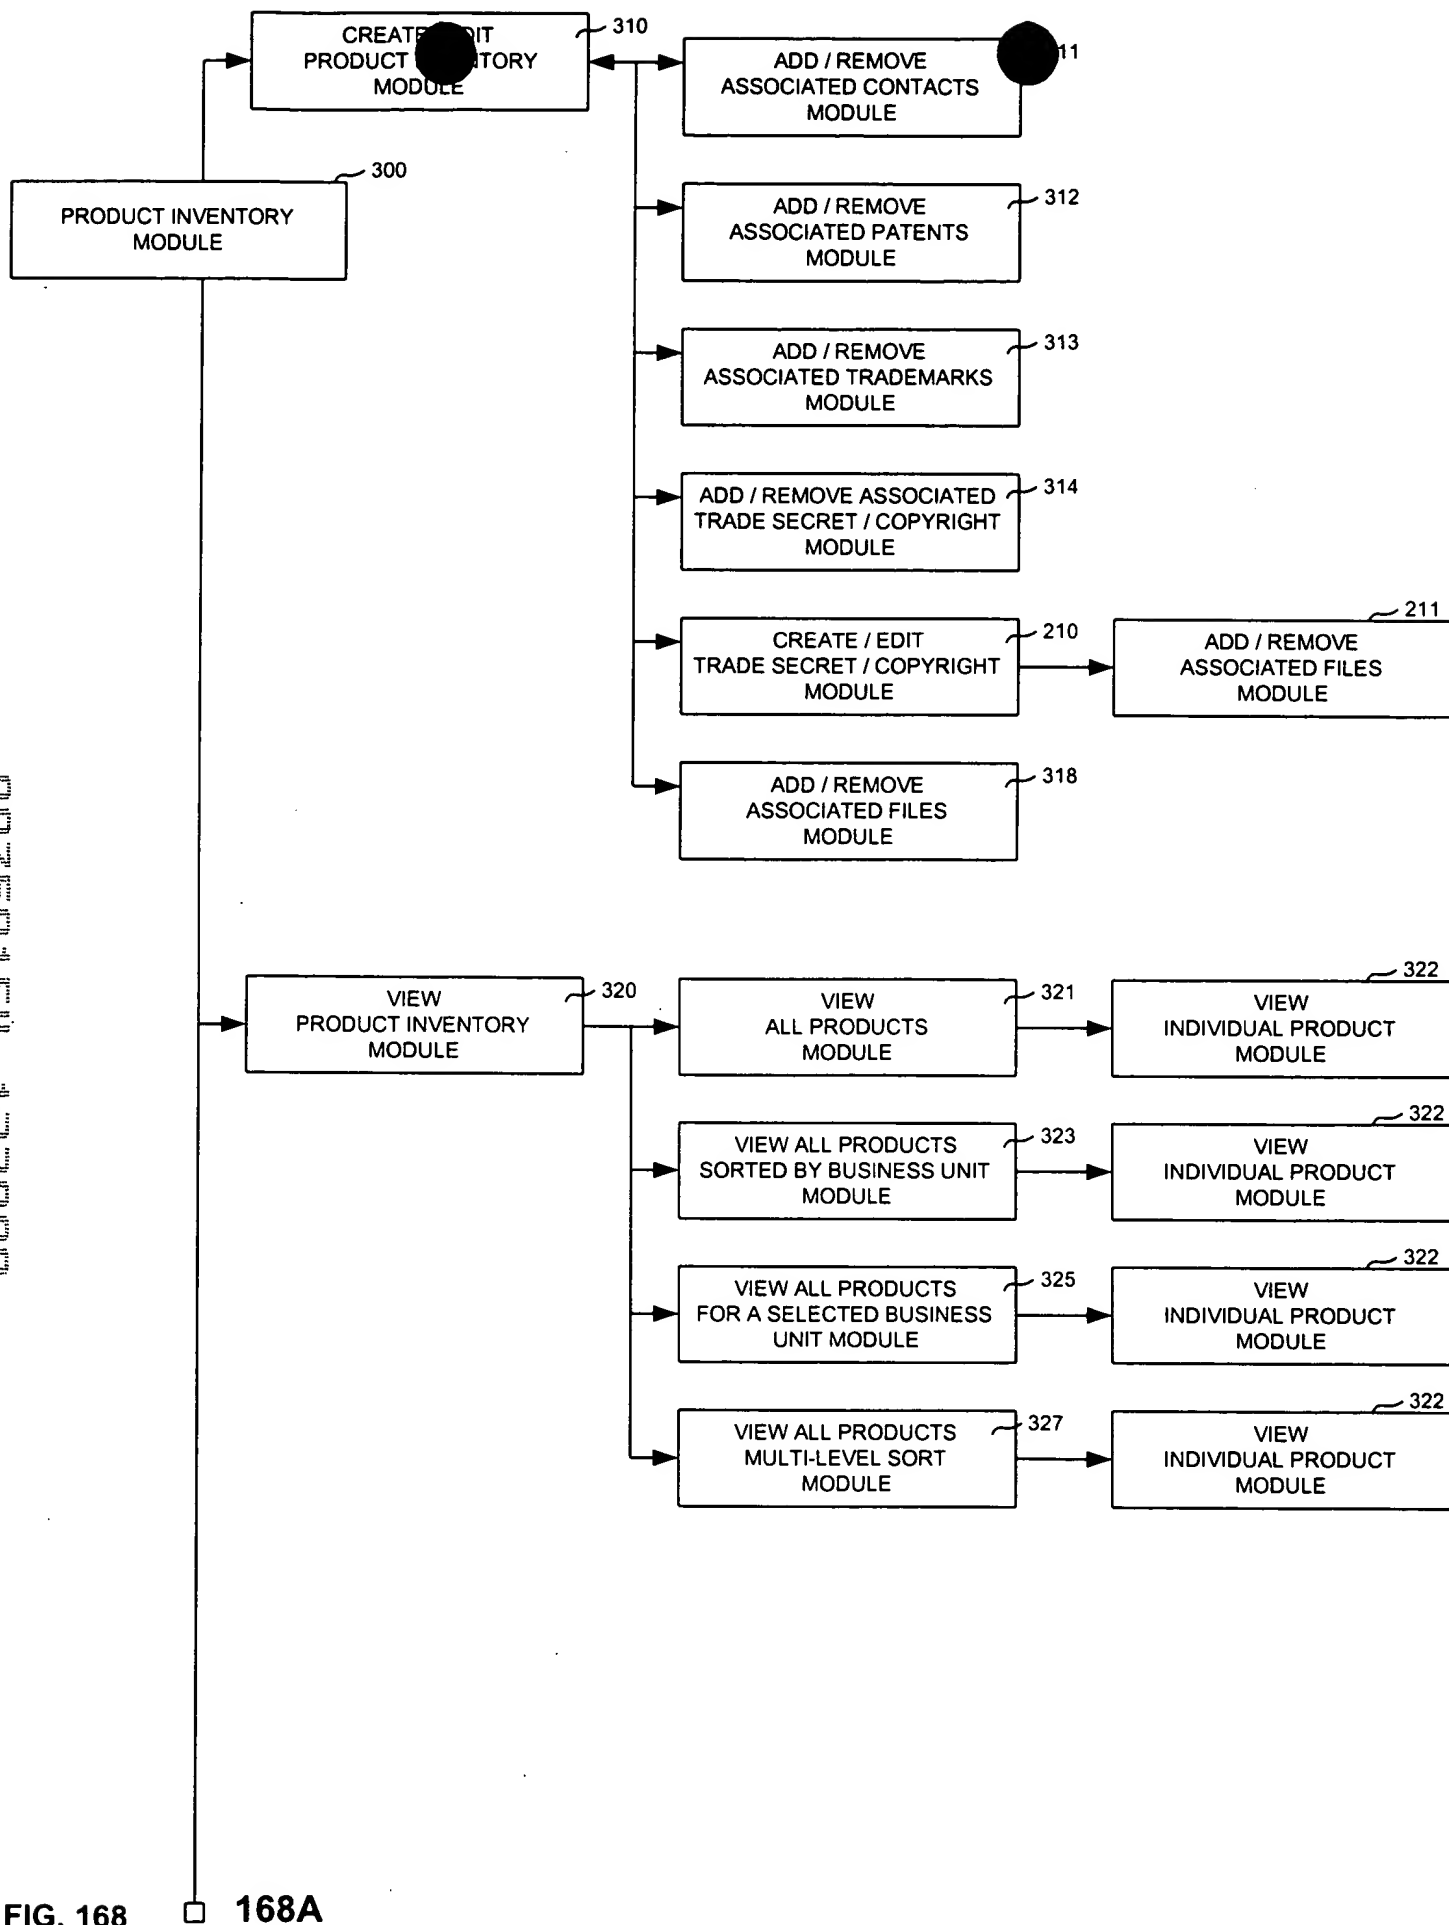 310
PRODUCT
MODULE
ADD / REMOVE
ASSOCIATED CONTACTS
MODULE
300
PRODUCT INVENTORY
MODULE
312
ADD / REMOVE
ASSOCIATED PATENTS
MODULE
313
ADD / REMOVE
ASSOCIATED TRADEMARKS
MODULE
314
ADD / REMOVE ASSOCIATED
TRADE SECRET / COPYRIGHT
MODULE
210
CREATE / EDIT
TRADE SECRET / COPYRIGHT
MODULE
211
ADD / REMOVE
ASSOCIATED FILES
MODULE
318
ADD / REMOVE
ASSOCIATED FILES
MODULE
320
VIEW
PRODUCT INVENTORY
MODULE
321
VIEW
ALL PRODUCTS
MODULE
322
VIEW
INDIVIDUAL PRODUCT
MODULE
323
VIEW ALL PRODUCTS
SORTED BY BUSINESS UNIT
MODULE
322
VIEW
INDIVIDUAL PRODUCT
MODULE
325
VIEW ALL PRODUCTS
FOR A SELECTED BUSINESS
UNIT MODULE
322
VIEW
INDIVIDUAL PRODUCT
MODULE
327
VIEW ALL PRODUCTS
MULTI-LEVEL SORT
MODULE
322
VIEW
INDIVIDUAL PRODUCT
MODULE
FIG. 168
168A